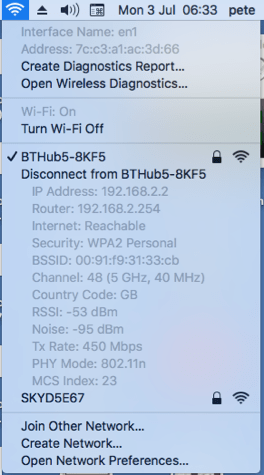 Mon 3 Jul 06:33 pete
Interface Name: en1
Address: 7c:c3:a1:ac:3d:66
Create Diagnostics Report...
Open Wireless Diagnostics...
Wi-Fi: On
Turn Wi-Fi Off
✓ BTHub5-8KF5
Disconnect from BTHub5-8KF5
IP Address: 192.168.2.2
Router: 192.168.2.254
Internet: Reachable
Security: WPA2 Personal
BSSID: 00:91:f9:31:33:cb
Channel: 48 (5 GHz, 40 MHz)
Country Code: GB
RSSI: -53 dBm
Noise: -95 dBm
Tx Rate: 450 Mbps
PHY Mode: 802.11n
MCS Index: 23
SKYD5E67
Join Other Network...
Create Network...
Open Network Preferences...